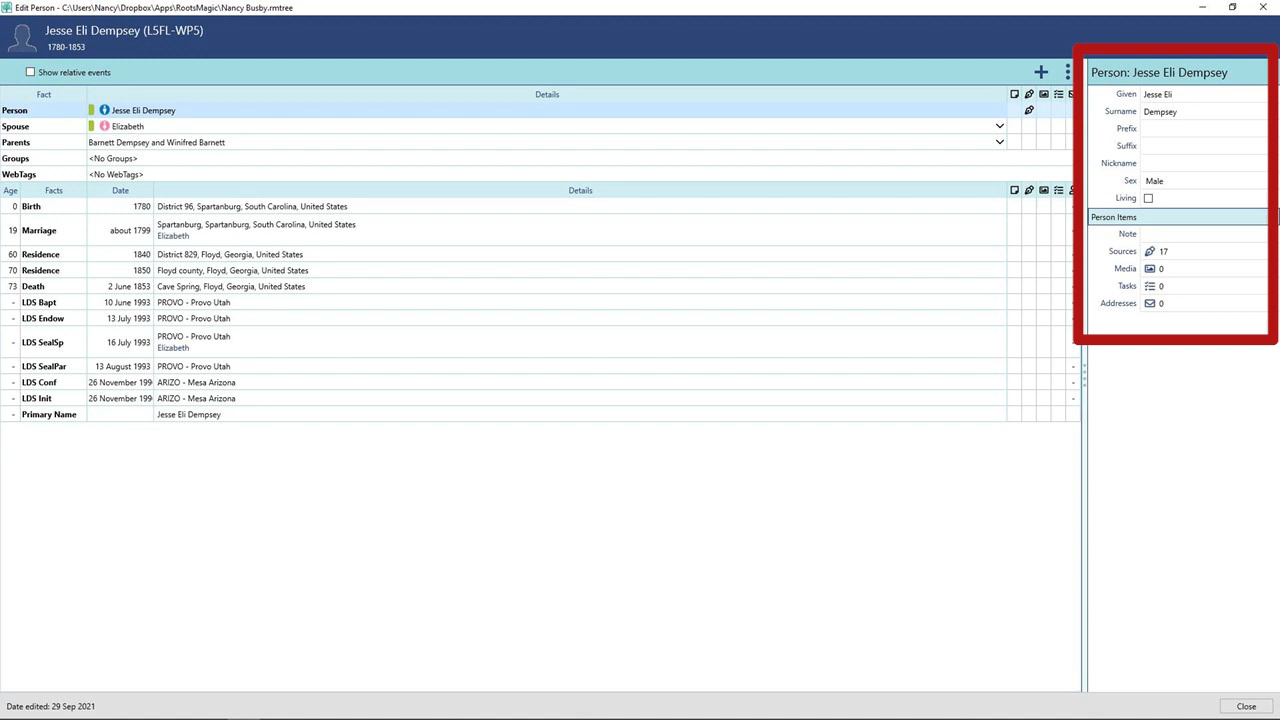 Edit Person - C:\Users\Nancy\Dropbox\Apps\RootsMagic\Nancy Busby.rmtree
Jesse Eli Dempsey (L5FL-WP5)
1780-1853
Show relative events
Fact Details
Person Jesse Eli Dempsey
Spouse Elizabeth
Parents Barnett Dempsey and Winifred Barnett
Groups <No Groups>
WebTags <No WebTags>
Age Facts Date Details
0 Birth 1780 District 96, Spartanburg, South Carolina, United States
19 Marriage about 1799 Spartanburg, Spartanburg, South Carolina, United States
Elizabeth
60 Residence 1840 District 829, Floyd, Georgia, United States
70 Residence 1850 Floyd county, Floyd, Georgia, United States
73 Death 2 June 1853 Cave Spring, Floyd, Georgia, United States
- LDS Bapt 10 June 1993 PROVO - Provo Utah
- LDS Endow 13 July 1993 PROVO - Provo Utah
- LDS SealSp 16 July 1993 PROVO - Provo Utah
Elizabeth
- LDS SealPar 13 August 1993 PROVO - Provo Utah -
- LDS Conf 26 November 199 ARIZO - Mesa Arizona -
- LDS Init 26 November 199 ARIZO - Mesa Arizona -
- Primary Name Jesse Eli Dempsey
Person: Jesse Eli Dempsey
Given Jesse Eli
Surname Dempsey
Prefix
Suffix
Nickname
Sex Male
Living
Person Items
Note
Sources 17
Media 0
Tasks 0
Addresses 0
Date edited: 29 Sep 2021
Close